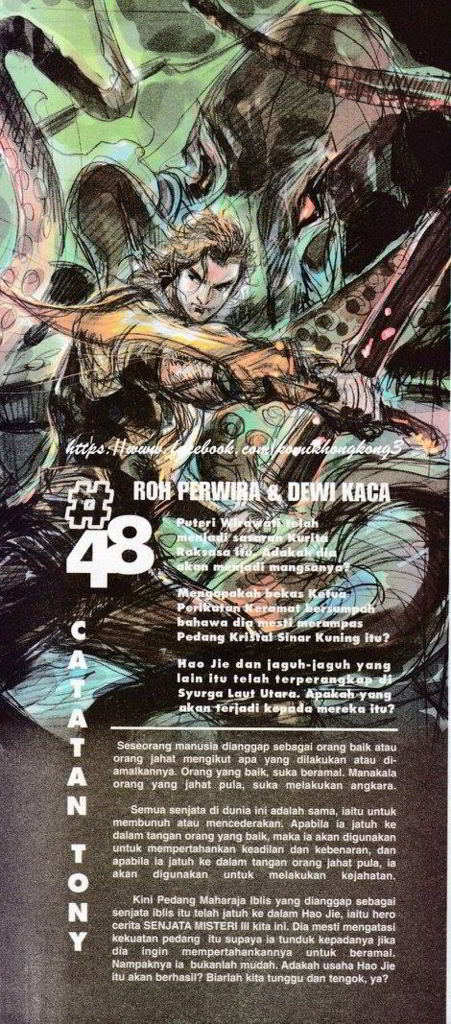 https://www.facebook.com/komikhongkong3
ROH PERWIRA & DEWI KACA
#48
Puteri Wirawati telah
menjadi sasaran Kurita
Raksasa itu. Adakah dia
akan menjadi mangsanya?
Mengapakah bekas Ketua
Perikatan Keramat bersumpah
bahawa dia mesti merampas
Pedang Kristal Sinar Kuning itu?
Hao Jie dan jaguh-jaguh yang
lain itu telah terperangkap di
Syurga Laut Utara. Apakah yang
akan terjadi kepada mereka itu?
CATATAN TONY
Seseorang manusia dianggap sebagai orang baik atau
orang jahat mengikut apa yang dilakukan atau di-
amalkannya. Orang yang baik, suka beramal. Manakala
orang yang jahat pula, suka melakukan angkara.
Semua senjata di dunia ini adalah sama, iaitu untuk
membunuh atau mencederakan. Apabila ia jatuh ke
dalam tangan orang yang baik, maka ia akan digunakan
untuk mempertahankan keadilan dan kebenaran, dan
apabila ia jatuh ke dalam tangan orang jahat pula, ia
akan digunakan untuk melakukan kejahatan.
Kini Pedang Maharaja Iblis yang dianggap sebagai
senjata iblis itu telah jatuh ke dalam Hao Jie, iaitu hero
cerita SENJATA MISTERI III kita ini. Dia mesti mengatasi
kekuatan pedang itu supaya ia tunduk kepadanya jika
dia ingin mempertahankannya untuk beramal.
Nampaknya ia bukanlah mudah. Adakah usaha Hao Jie
itu akan berhasil? Biarlah kita tunggu dan tengok, ya?